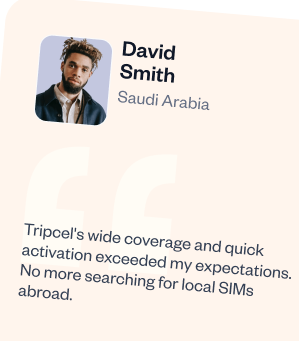 David
Smith
Saudi Arabia
Tripcel's wide coverage and quick
activation exceeded my expectations.
No more searching for local SIMs
abroad.